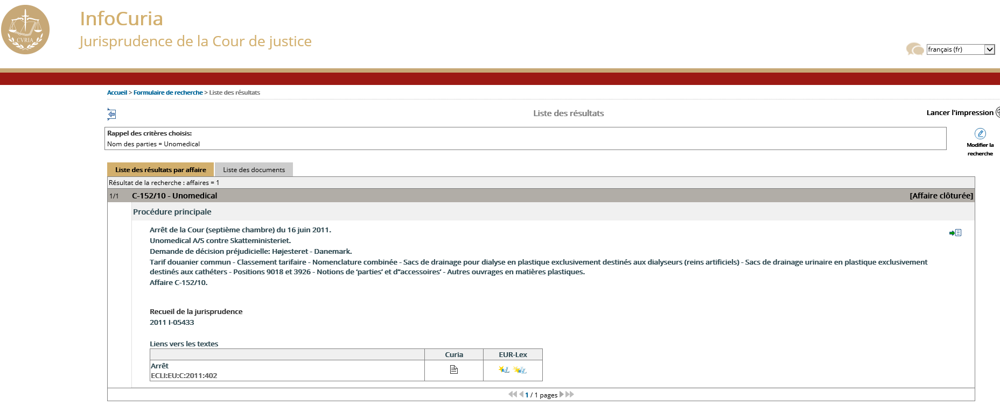 CVRIA
InfoCuria
Jurisprudence de la Cour de justice
français (fr)
Accueil > Formulaire de recherche > Liste des résultats
Liste des résultats
Lancer l'impression
Rappel des critères choisis:
Nom des parties = Unomedical
Modifier la
recherche
Liste des résultats par affaire Liste des documents
Résultat de la recherche : affaires = 1
1/1 C-152/10 - Unomedical [Affaire clôturée]
Procédure principale
Arrêt de la Cour (septième chambre) du 16 juin 2011.
Unomedical A/S contre Skatteministeriet.
Demande de décision préjudicielle: Højesteret - Danemark.
Tarif douanier commun - Classement tarifaire - Nomenclature combinée - Sacs de drainage pour dialyse en plastique exclusivement destinés aux dialyseurs (reins artificiels) - Sacs de drainage urinaire en plastique exclusivement
destinés aux cathéters - Positions 9018 et 3926 - Notions de ‘parties’ et d’‘accessoires’ - Autres ouvrages en matières plastiques.
Affaire C-152/10.
Recueil de la jurisprudence
2011 I-05433
Liens vers les textes
Curia EUR-Lex
Arrêt
ECLI:EU:C:2011:402
1 / 1 pages